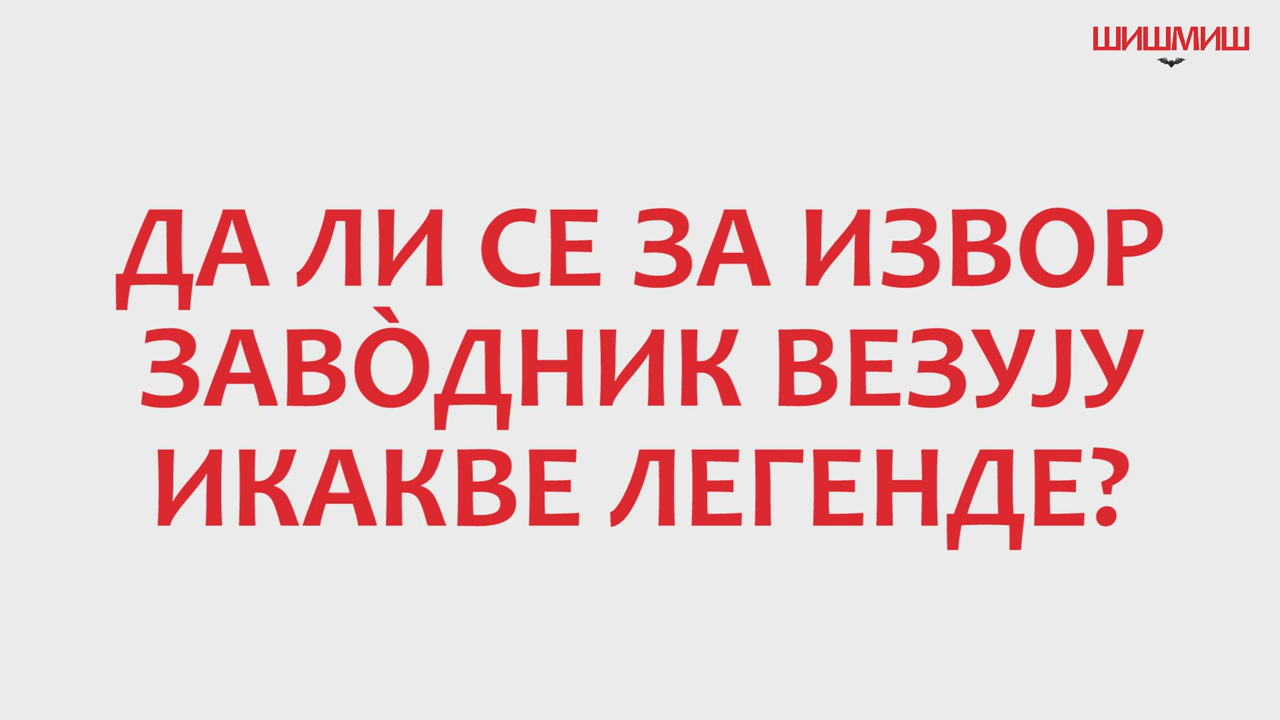 ШИШМИШ
ДА ЛИ СЕ ЗА ИЗВОР
ЗАВО̀ДНИК ВЕЗУЈУ
ИКАКВЕ ЛЕГЕНДЕ?